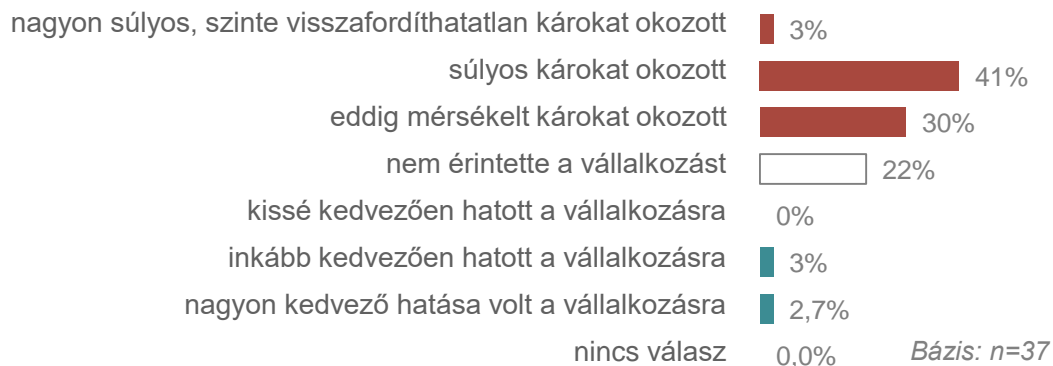 nagyon súlyos, szinte visszafordíthatatlan károkat okozott 3%
súlyos károkat okozott 41%
eddig mérsékelt károkat okozott 30%
nem érintette a vállalkozást 22%
kissé kedvezően hatott a vállalkozásra 0%
inkább kedvezően hatott a vállalkozásra 3%
nagyon kedvező hatása volt a vállalkozásra 2,7%
nincs válasz 0,0% Bázis: n=37